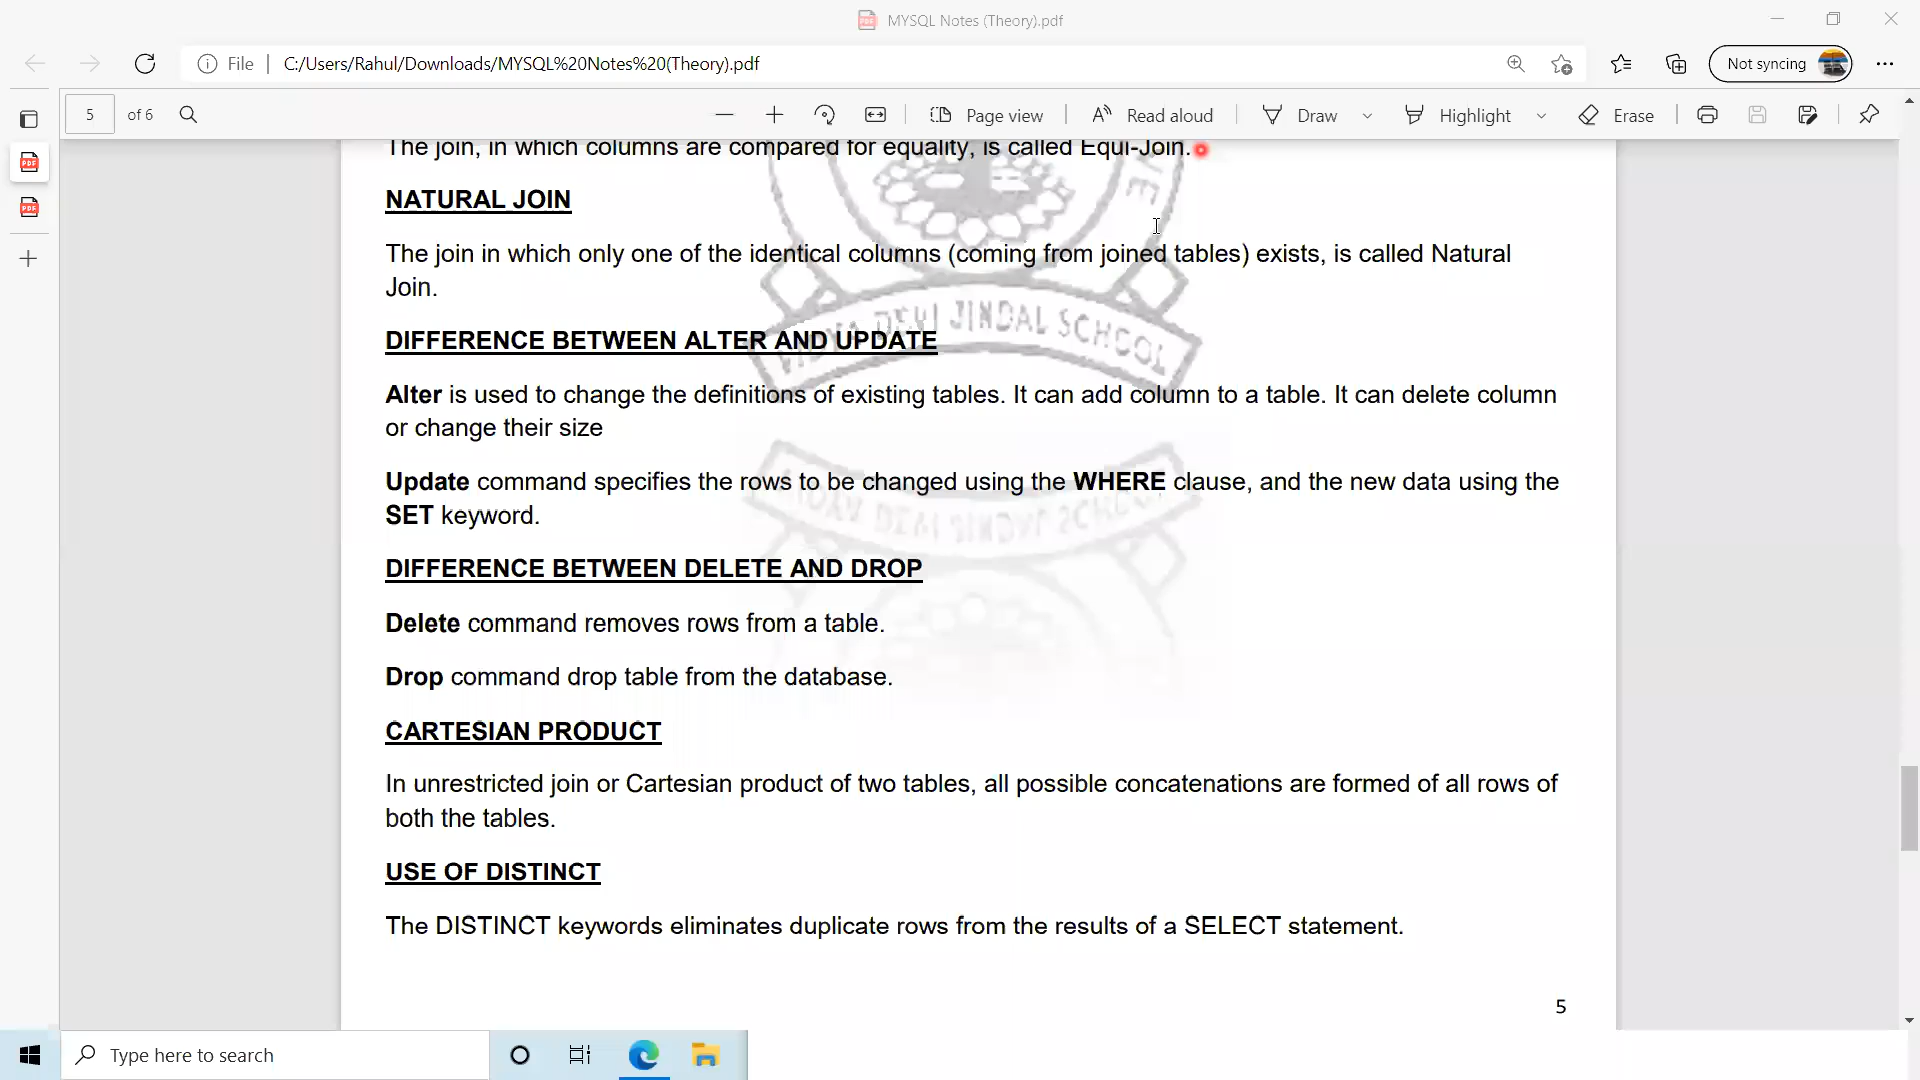 MYSQL Notes (Theory).pdf
File
C:/Users/Rahul/Downloads/MYSQL%20Notes%20(Theory).pdf
Not syncing
5 of 6
Page view
Read aloud
Draw
Highlight
Erase
The join, in which columns are compared for equality, is called Equi-Join.
NATURAL JOIN
The join in which only one of the identical columns (coming from joined tables) exists, is called Natural
Join.
VIDYA DEVI JINDAL SCHOOL
DIFFERENCE BETWEEN ALTER AND UPDATE
Alter is used to change the definitions of existing tables. It can add column to a table. It can delete column
or change their size
Update command specifies the rows to be changed using the WHERE clause, and the new data using the
SET keyword.
DIFFERENCE BETWEEN DELETE AND DROP
Delete command removes rows from a table.
Drop command drop table from the database.
CARTESIAN PRODUCT
In unrestricted join or Cartesian product of two tables, all possible concatenations are formed of all rows of
both the tables.
USE OF DISTINCT
The DISTINCT keywords eliminates duplicate rows from the results of a SELECT statement.
5
Type here to search